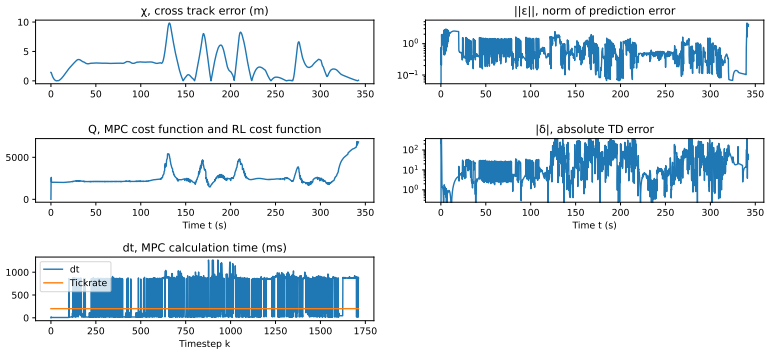 χ, cross track error (m)
10
5
0
0 50 100 150 200 250 300 350
||ε||, norm of prediction error
10⁰
10⁻¹
0 50 100 150 200 250 300 350
Q, MPC cost function and RL cost function
5000
0
0 50 100 150 200 250 300 350
Time t (s)
|δ|, absolute TD error
10²
10¹
10⁰
0 50 100 150 200 250 300 350
Time t (s)
dt, MPC calculation time (ms)
1000
500
0
dt
Tickrate
0 250 500 750 1000 1250 1500 1750
Timestep k